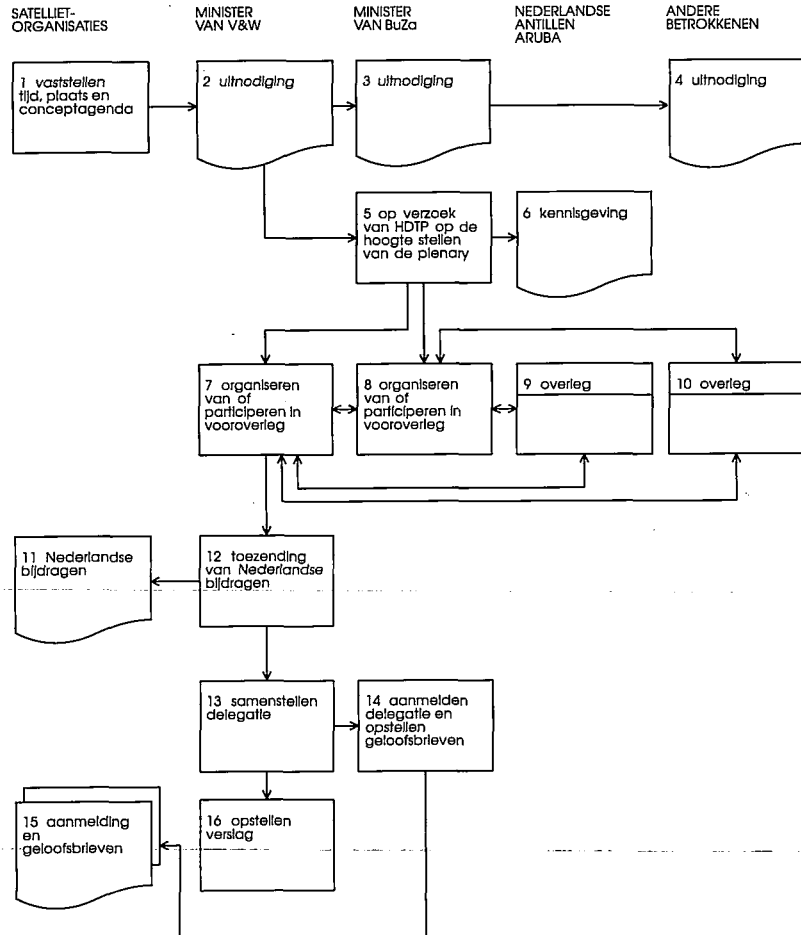 SATELLIET-
ORGANISATIES
MINISTER
VAN V&W
MINISTER
VAN BuZa
NEDERLANDSE
ANTILLEN
ARUBA
ANDERE
BETROKKENEN
1 vaststellen
tijd, plaats en
conceptagenda
2 uitnodiging
3 uitnodiging
4 uitnodiging
5 op verzoek
van HDTP op de
hoogte stellen
van de plenary
6 kennisgeving
7 organiseren
van of
participeren in
vooroverleg
8 organiseren
van of
participeren in
vooroverleg
9 overleg
10 overleg
11 Nederlandse
bijdragen
12 toezending
van Nederlandse
bijdragen
13 samenstellen
delegatie
14 aanmelden
delegatie en
opstellen
geloofsbrieven
15 aanmelding
en
geloofsbrieven
16 opstellen
verslag